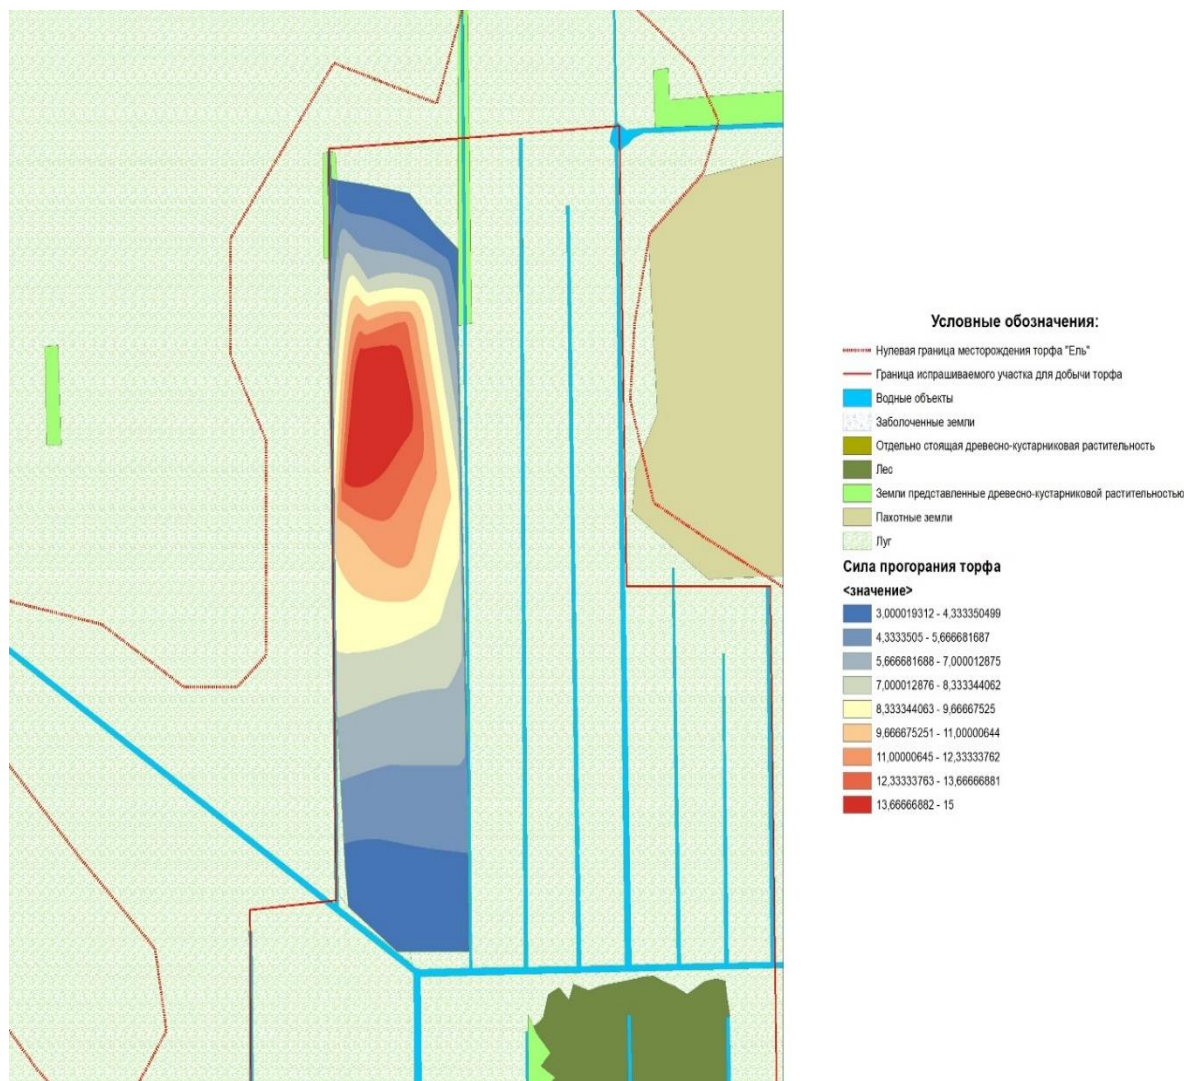 Условные обозначения:
Нулевая граница месторождения торфа "Ель"
Граница испрашиваемого участка для добычи торфа
Водные объекты
Заболоченные земли
Отдельно стоящая древесно-кустарниковая растительность
Лес
Земли представленные древесно-кустарниковой растительностью
Пахотные земли
Луг
Сила прогорания торфа
<значение>
3,000019312 - 4,333350499
4,3333505 - 5,666681687
5,666681688 - 7,000012875
7,000012876 - 8,333344062
8,333344063 - 9,66667525
9,666675251 - 11,00000644
11,00000645 - 12,33333762
12,33333763 - 13,66666881
13,66666882 - 15